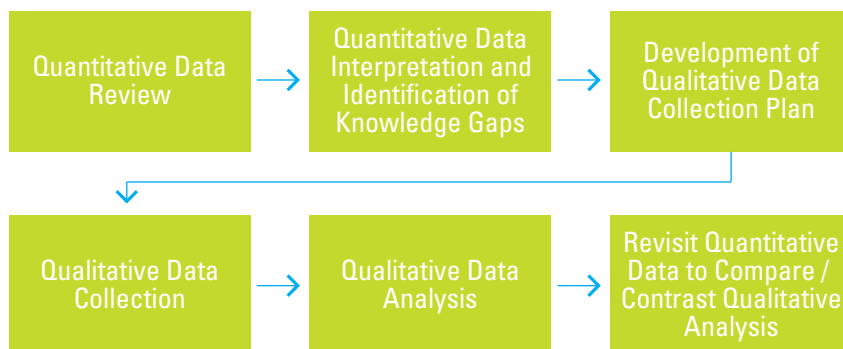 Quantitative Data
Review
Quantitative Data
Interpretation and
Identification of
Knowledge Gaps
Development of
Qualitative Data
Collection Plan
Qualitative Data
Collection
Qualitative Data
Analysis
Revisit Quantitative
Data to Compare /
Contrast Qualitative
Analysis